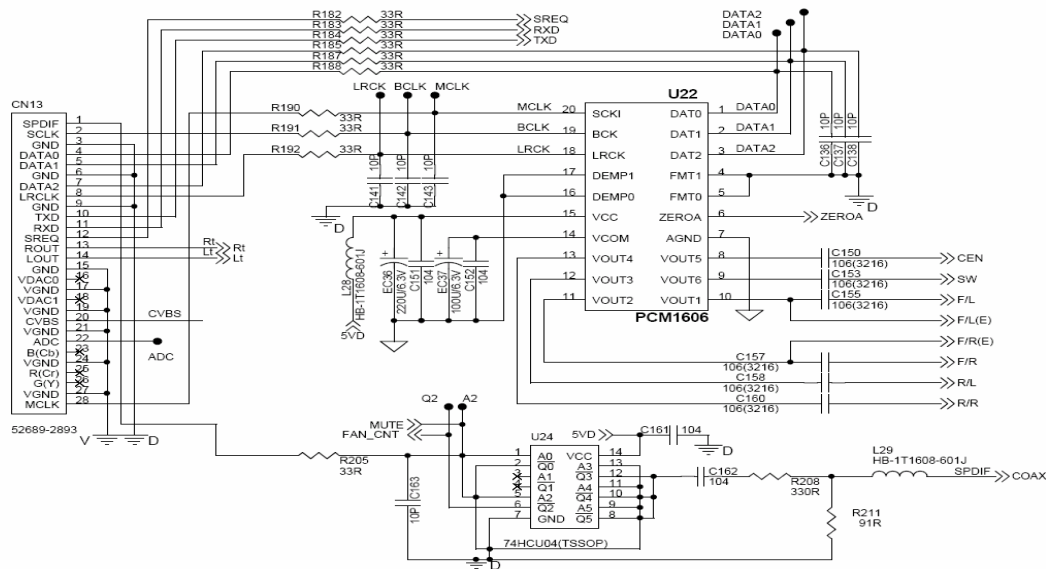 R182 33R
R183 33R
R184 33R
R185 33R
R187 33R
R188 33R
SREQ
RXD
TXD
DATA2
DATA1
DATA0
CN13
SPDIF 1
SCLK 2
GND 3
DATA0 4
DATA1 5
GND 6
DATA2 7
LRCLK 8
GND 9
TXD 10
RXD 11
SREQ 12
ROUT 13
LOUT 14
GND 15
VDAC0 16
VGND 17
VDAC1 18
VGND 19
CVBS 20
VGND 21
ADC 22
B(Cb) 23
VGND 24
R(Cr) 25
G(Y) 26
VGND 27
MCLK 28
52689-2893
V D
Rt Rt
Lt Lt
CVBS
ADC
LRCK BCLK MCLK
R190 33R
R191 33R
R192 33R
C141 10P
C142 10P
C143 10P
D
L28
HB-1T1608-601J
5VD
EC36
220U/6.3V
C151 104
EC37
100U/6.3V
C152 104
U22
MCLK 20 SCKI DAT0 1 DATA0
BCLK 19 BCK DAT1 2 DATA1
LRCK 18 LRCK DAT2 3 DATA2
17 DEMP1 FMT1 4
16 DEMP0 FMT0 5
15 VCC ZEROA 6
14 VCOM AGND 7
13 VOUT4 VOUT5 8
12 VOUT3 VOUT6 9
11 VOUT2 VOUT1 10
PCM1606
C136 10P
C137 10P
C138 10P
D
ZEROA
C150
106(3216)
CEN
C153
106(3216)
SW
C155
106(3216)
F/L
F/L(E)
F/R(E)
C157
106(3216)
F/R
C158
106(3216)
R/L
C160
106(3216)
R/R
Q2 A2
MUTE
FAN_CNT
R205
33R
C163
10P
U24
5VD
C161 104
D
1 A0 VCC 14
2 Q0 A3 13
3 A1 Q3 12
4 Q1 A4 11
5 A2 Q4 10
6 Q2 A5 9
7 GND Q5 8
74HCU04(TSSOP)
D
C162
104
R208
330R
R211
91R
L29
HB-1T1608-601J
SPDIF
COAX